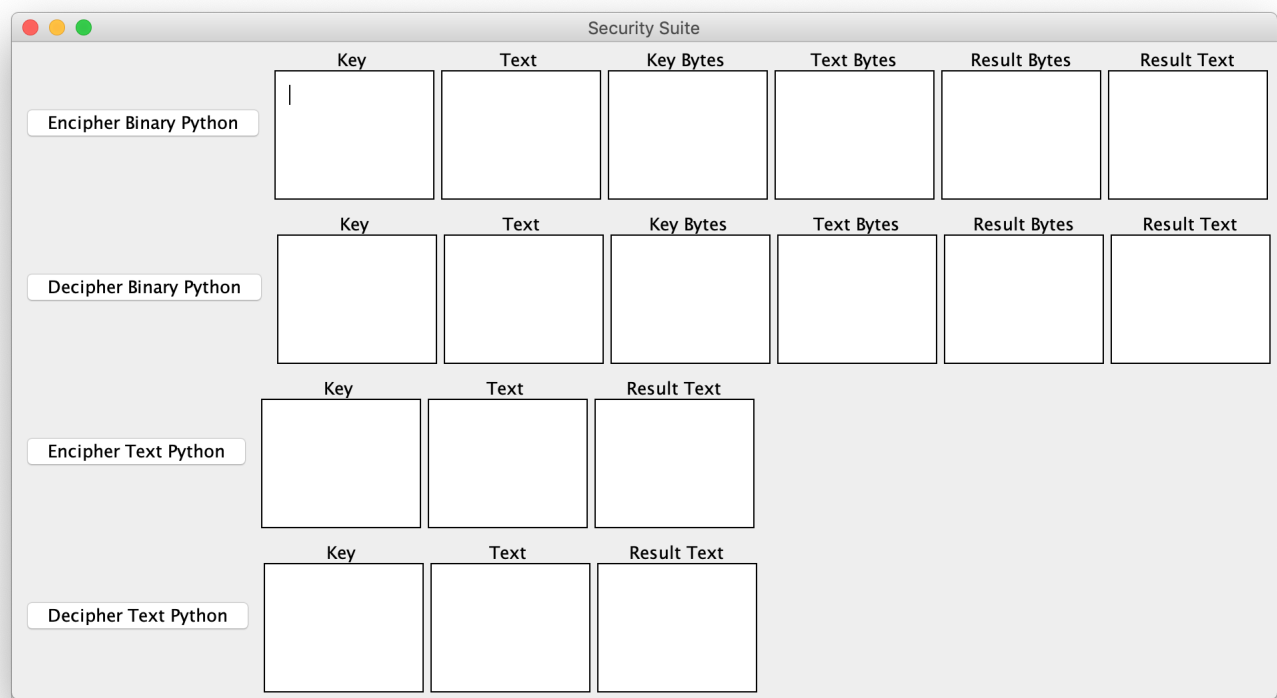 Security Suite
Key Text Key Bytes Text Bytes Result Bytes Result Text
Encipher Binary Python
Key Text Key Bytes Text Bytes Result Bytes Result Text
Decipher Binary Python
Key Text Result Text
Encipher Text Python
Key Text Result Text
Decipher Text Python